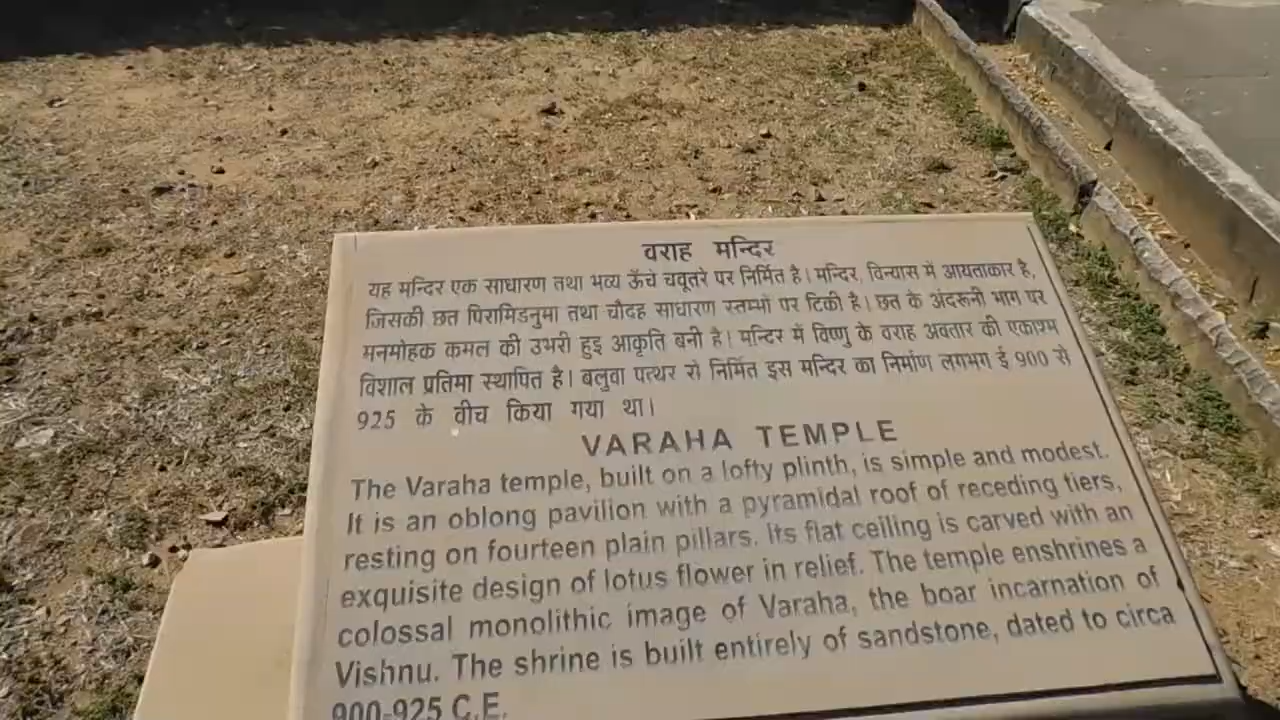 वराह मन्दिर
यह मन्दिर एक साधारण तथा भव्य ऊँचे चवूतरे पर निर्मित है। मन्दिर, विन्यास में आयताकार है,
जिसकी छत पिरामिडनुमा तथा चौदह साधारण स्तम्भों पर टिकी है। छत के अंदरूनी भाग पर
मनमोहक कमल की उभरी हुइ आकृति बनी है। मन्दिर में विष्णु के वराह अवतार की एकाश्म
विशाल प्रतिमा स्थापित है। बलुवा पत्थर से निर्मित इस मन्दिर का निर्माण लगभग ई 900 से
925 के वीच किया गया था।
VARAHA TEMPLE
The Varaha temple, built on a lofty plinth, is simple and modest.
It is an oblong pavilion with a pyramidal roof of receding tiers,
resting on fourteen plain pillars. Its flat ceiling is carved with an
exquisite design of lotus flower in relief. The temple enshrines a
colossal monolithic image of Varaha, the boar incarnation of
Vishnu. The shrine is built entirely of sandstone, dated to circa
900-925 C.E.